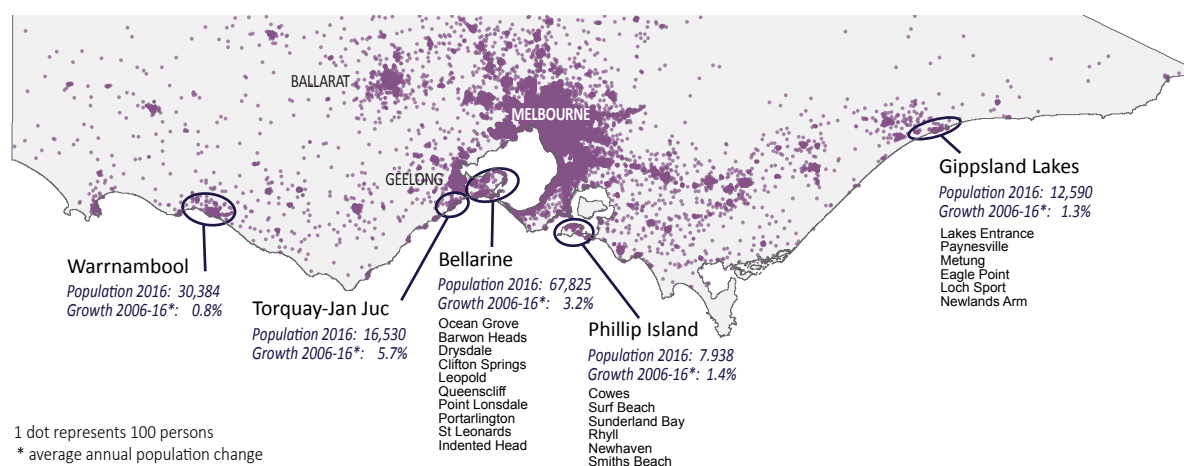 BALLARAT
MELBOURNE
GEELONG
Warrnambool
Population 2016: 30,384
Growth 2006-16*: 0.8%
Torquay-Jan Juc
Population 2016: 16,530
Growth 2006-16*: 5.7%
Bellarine
Population 2016: 67,825
Growth 2006-16*: 3.2%
Ocean Grove
Barwon Heads
Drysdale
Clifton Springs
Leopold
Queenscliff
Point Lonsdale
Portarlington
St Leonards
Indented Head
Phillip Island
Population 2016: 7.938
Growth 2006-16*: 1.4%
Cowes
Surf Beach
Sunderland Bay
Rhyll
Newhaven
Smiths Beach
Gippsland Lakes
Population 2016: 12,590
Growth 2006-16*: 1.3%
Lakes Entrance
Paynesville
Metung
Eagle Point
Loch Sport
Newlands Arm
1 dot represents 100 persons
* average annual population change